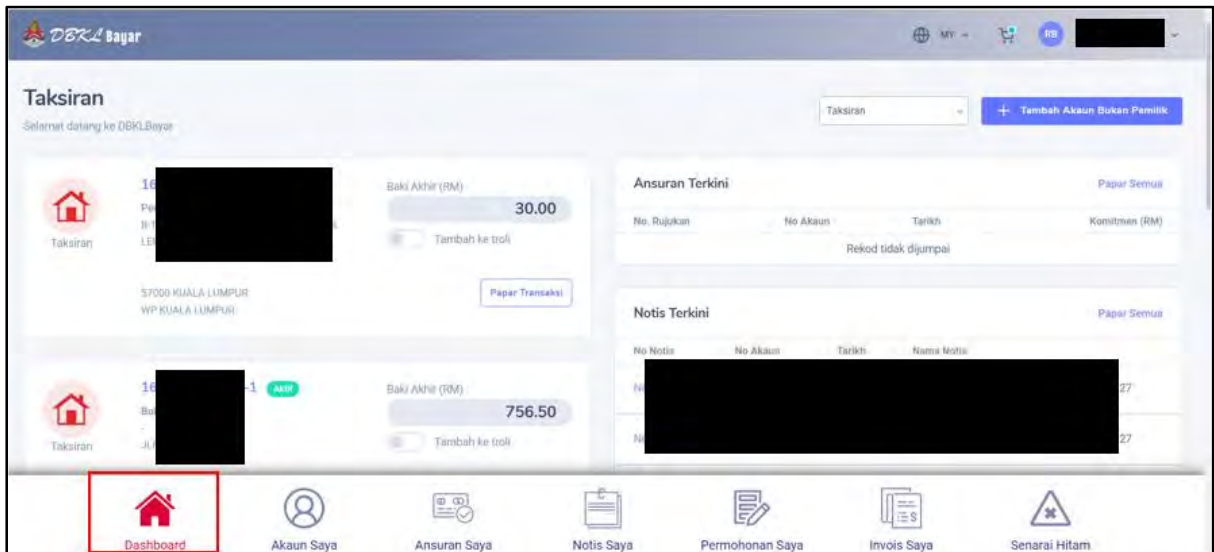 DBKL Bayar
MY
RB
Taksiran
Selamat datang ke DBKLBayar
Taksiran
+ Tambah Akaun Bukan Pemilik
Taksiran
16
57000 KUALA LUMPUR
WP KUALA LUMPUR
Baki Akhir (RM)
30.00
Tambah ke troli
Papar Transaksi
Ansuran Terkini
Papar Semua
No. Rujukan No Akaun Tarikh Komitmen (RM)
Rekod tidak dijumpai
Taksiran
16 -1 Aktif
Baki Akhir (RM)
756.50
Tambah ke troli
Notis Terkini
Papar Semua
No Notis No Akaun Tarikh Nama Notis
27
27
Dashboard
Akaun Saya
Ansuran Saya
Notis Saya
Permohonan Saya
Invois Saya
Senarai Hitam